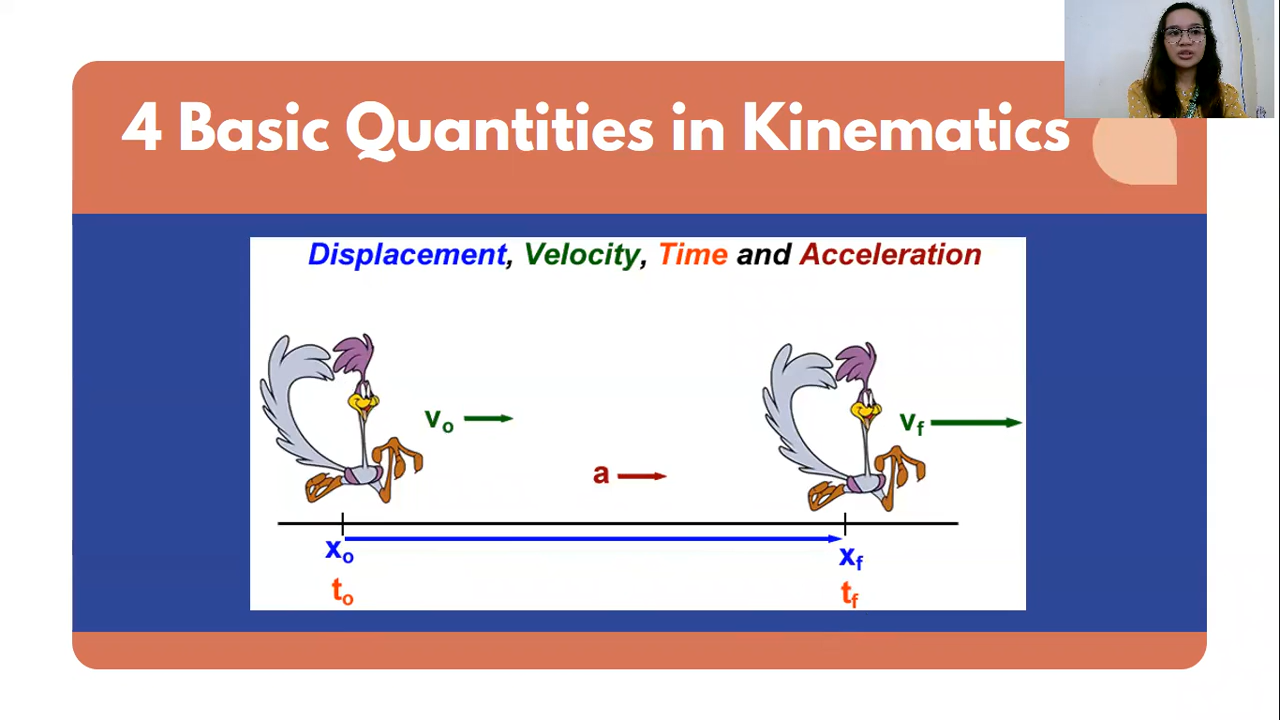 4 Basic Quantities in Kinematics
Displacement, Velocity, Time and Acceleration
vo
vf
a
xo
xf
to
tf